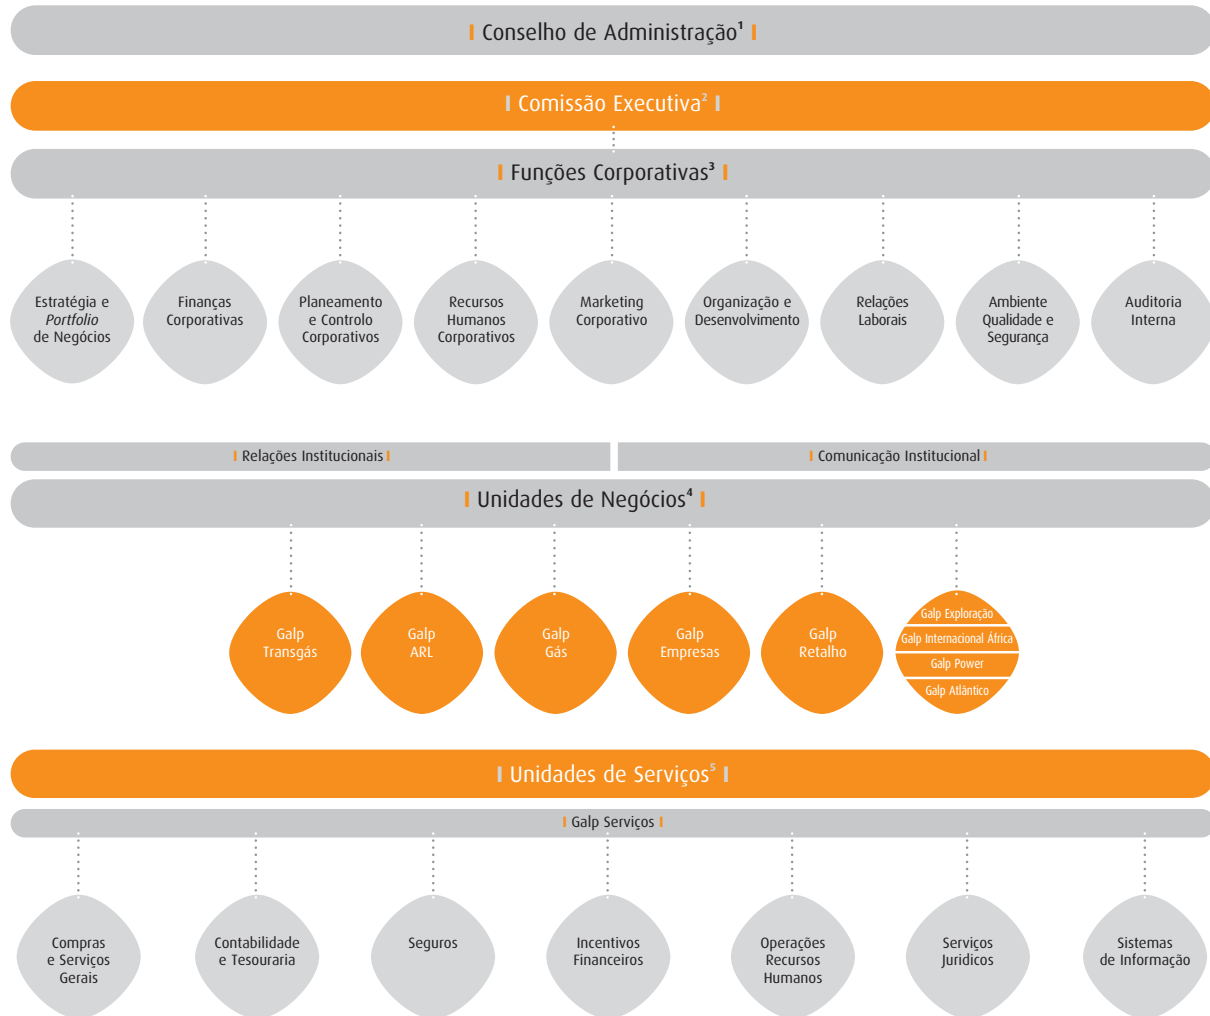 Conselho de Administração¹
Comissão Executiva²
Funções Corporativas³
Estratégia e
Portfolio
de Negócios
Finanças
Corporativas
Planeamento
e Controlo
Corporativos
Recursos
Humanos
Corporativos
Marketing
Corporativo
Organização e
Desenvolvimento
Relações
Laborais
Ambiente
Qualidade e
Segurança
Auditoria
Interna
Relações Institucionais
Comunicação Institucional
Unidades de Negócios⁴
Galp
Transgás
Galp
ARL
Galp
Gás
Galp
Empresas
Galp
Retalho
Galp Exploração
Galp Internacional África
Galp Power
Galp Atlântico
Unidades de Serviços⁵
Galp Serviços
Compras
e Serviços
Gerais
Contabilidade
e Tesouraria
Seguros
Incentivos
Financeiros
Operações
Recursos
Humanos
Serviços
Juridicos
Sistemas
de Informação